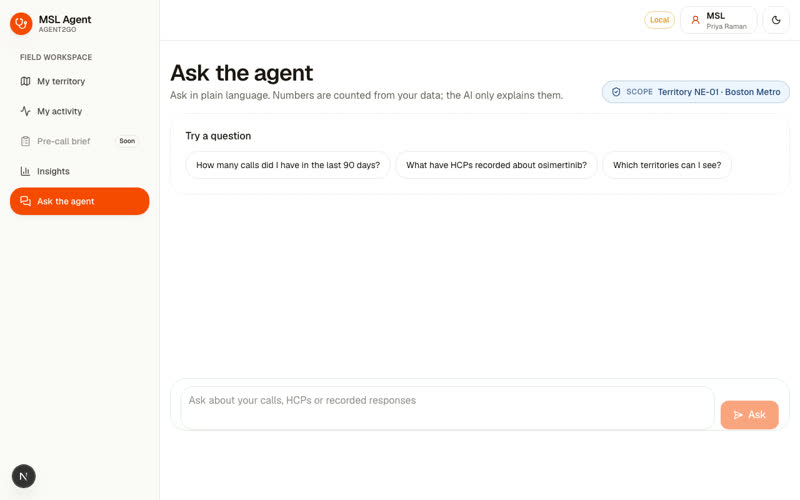 MSL Agent
AGENT2GO
FIELD WORKSPACE
My territory
My activity
Pre-call brief Soon
Insights
Ask the agent
Local
MSL
Priya Raman
Ask the agent
Ask in plain language. Numbers are counted from your data; the AI only explains them.
SCOPE Territory NE-01 · Boston Metro
Try a question
How many calls did I have in the last 90 days?
What have HCPs recorded about osimertinib?
Which territories can I see?
Ask about your calls, HCPs or recorded responses
Ask
N